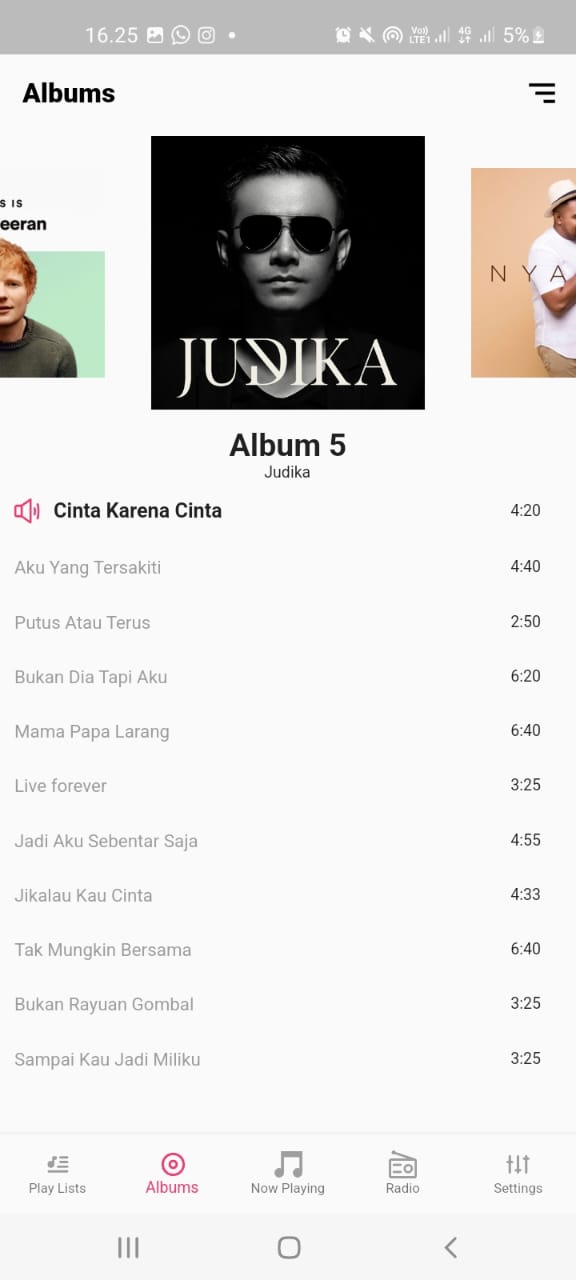 16.25
Vo)) LTE1
4G
5%
Albums
S IS
eeran
JUDIKA
N Y A
Album 5
Judika
Cinta Karena Cinta 4:20
Aku Yang Tersakiti 4:40
Putus Atau Terus 2:50
Bukan Dia Tapi Aku 6:20
Mama Papa Larang 6:40
Live forever 3:25
Jadi Aku Sebentar Saja 4:55
Jikalau Kau Cinta 4:33
Tak Mungkin Bersama 6:40
Bukan Rayuan Gombal 3:25
Sampai Kau Jadi Miliku 3:25
Play Lists
Albums
Now Playing
Radio
Settings